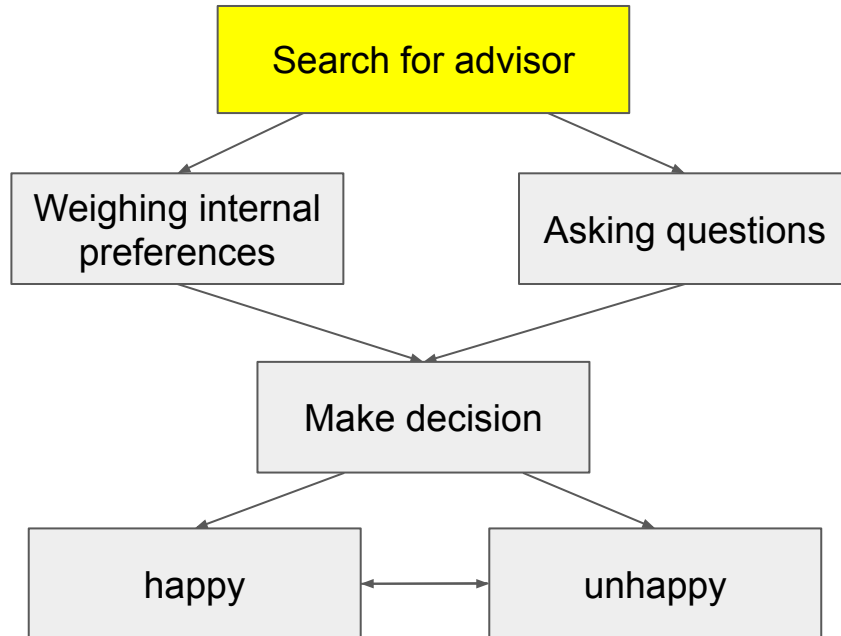 Search for advisor
Weighing internal
preferences
Asking questions
Make decision
happy
unhappy